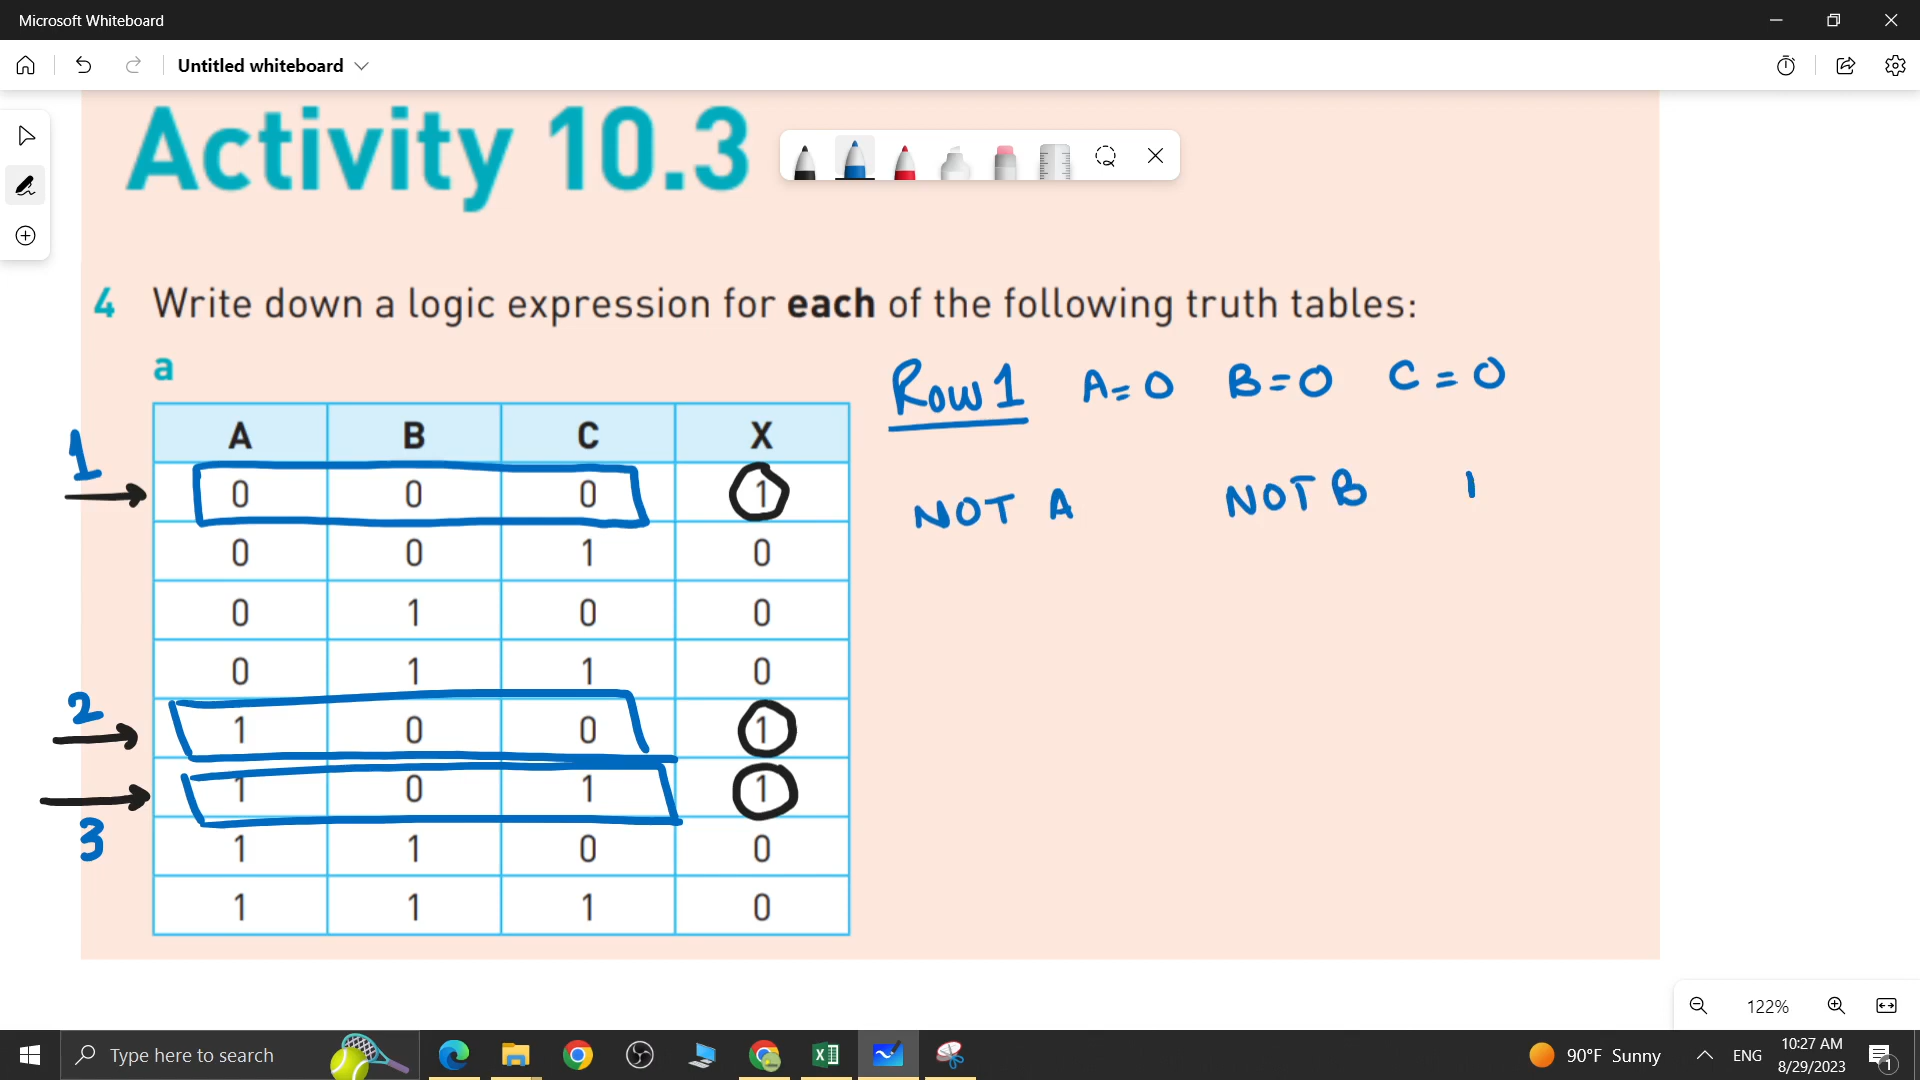 Microsoft Whiteboard
Untitled whiteboard
Activity 10.3
4 Write down a logic expression for each of the following truth tables:
a
Row 1 A=0 B=0 C=0
A B C X
1
0 0 0 1
NOT A NOT B
0 0 1 0
0 1 0 0
0 1 1 0
2
1 0 0 1
1 0 1 1
3
1 1 0 0
1 1 1 0
122%
Type here to search
90°F Sunny
ENG
10:27 AM
8/29/2023
1